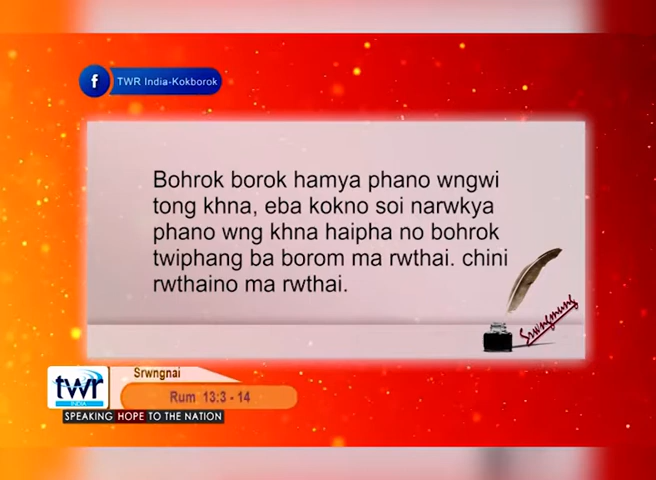 TWR India-Kokborok
Bohrok borok hamya phano wngwi
tong khna, eba kokno soi narwkya
phano wng khna haipha no bohrok
twiphang ba borom ma rwthai. chini
rwthaino ma rwthai.
Srwngmung
twr
INDIA
SPEAKING HOPE TO THE NATION
Srwngnai
Rum 13:3 - 14